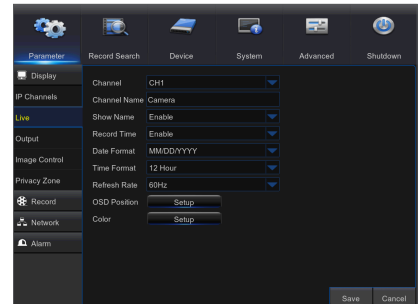 Parameter Record Search Device System Advanced Shutdown
Display
IP Channels
Live
Output
Image Control
Privacy Zone
Record
Network
Alarm
Channel CH1
Channel Name Camera
Show Name Enable
Record Time Enable
Date Format MM/DD/YYYY
Time Format 12 Hour
Refresh Rate 60Hz
OSD Position Setup
Color Setup
Save Cancel